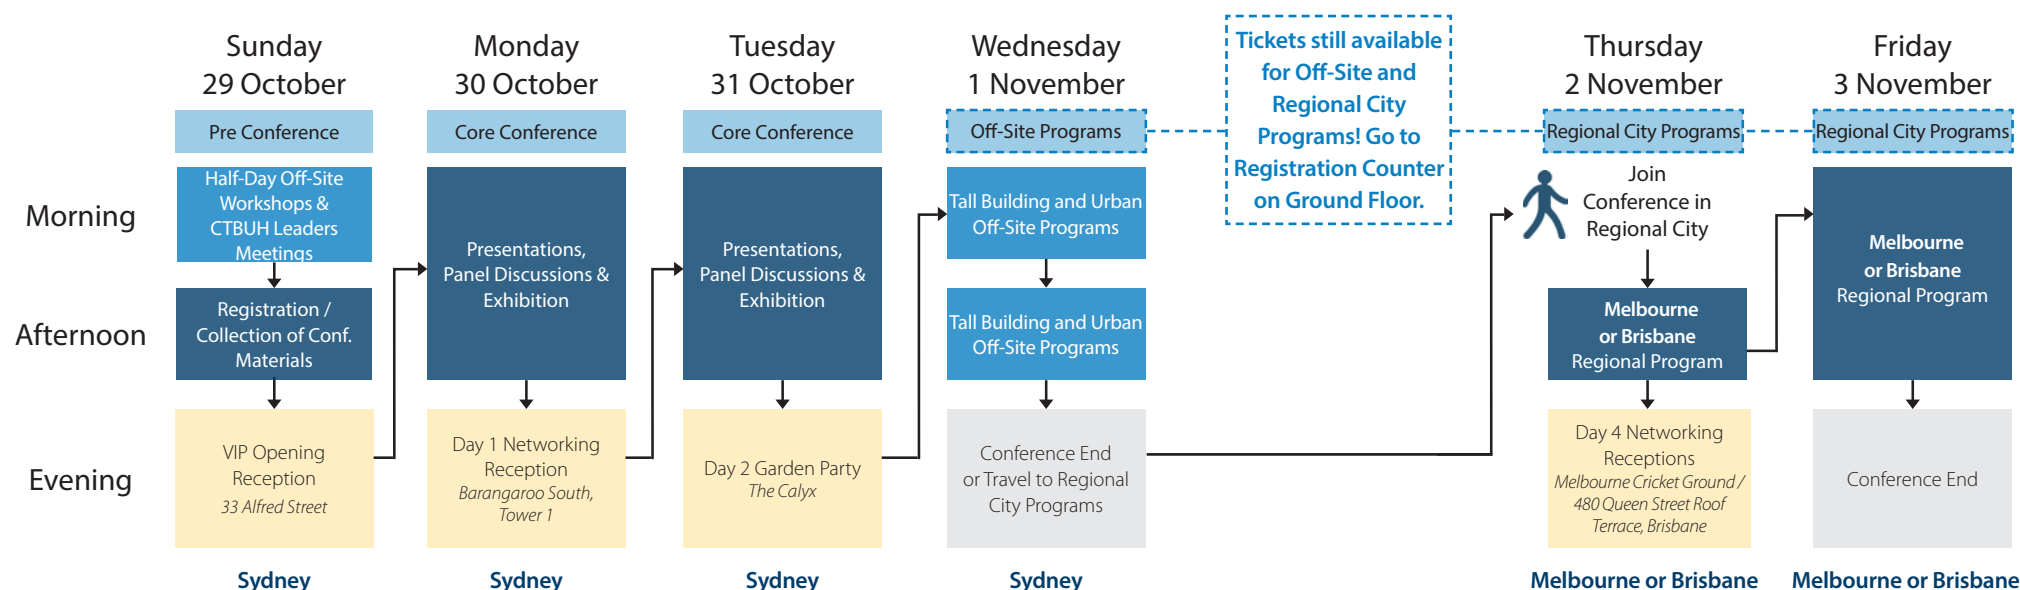 Sunday
29 October
Monday
30 October
Tuesday
31 October
Wednesday
1 November
Tickets still available
for Off-Site and
Regional City
Programs! Go to
Registration Counter
on Ground Floor.
Thursday
2 November
Friday
3 November
Pre Conference
Core Conference
Core Conference
Off-Site Programs
Regional City Programs
Regional City Programs
Morning
Half-Day Off-Site
Workshops &
CTBUH Leaders
Meetings
Presentations,
Panel Discussions &
Exhibition
Presentations,
Panel Discussions &
Exhibition
Tall Building and Urban
Off-Site Programs
Join
Conference in
Regional City
Melbourne
or Brisbane
Regional Program
Afternoon
Registration /
Collection of Conf.
Materials
Tall Building and Urban
Off-Site Programs
Melbourne
or Brisbane
Regional Program
Evening
VIP Opening
Reception
33 Alfred Street
Day 1 Networking
Reception
Barangaroo South,
Tower 1
Day 2 Garden Party
The Calyx
Conference End
or Travel to Regional
City Programs
Day 4 Networking
Receptions
Melbourne Cricket Ground /
480 Queen Street Roof
Terrace, Brisbane
Conference End
Sydney
Sydney
Sydney
Sydney
Melbourne or Brisbane
Melbourne or Brisbane